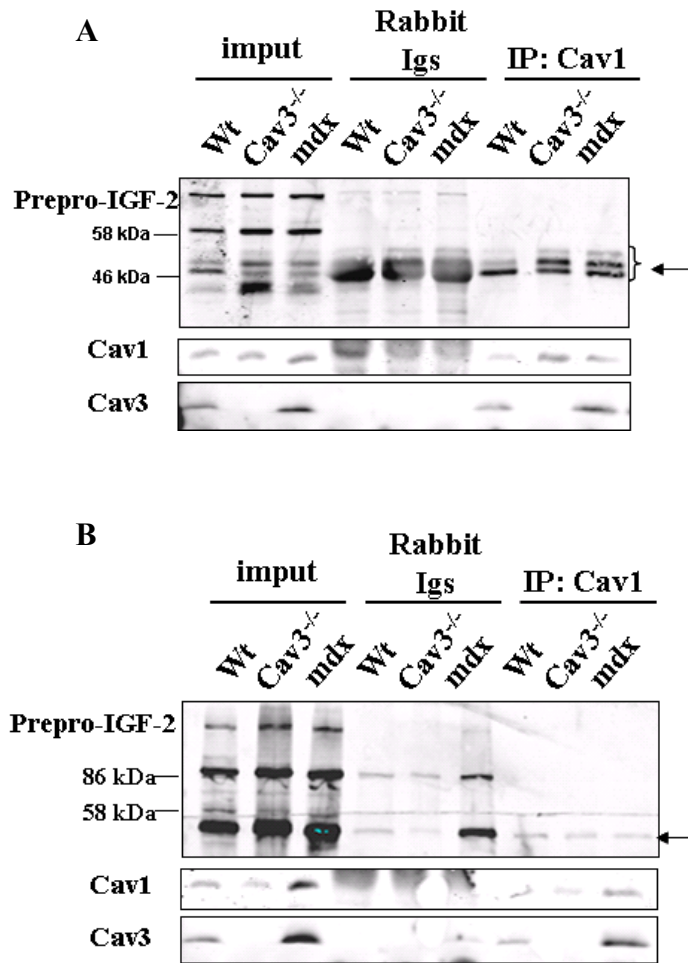 A
imput
Rabbit Igs
IP: Cav1
Wt
Cav3-/-
mdx
Wt
Cav3-/-
mdx
Wt
Cav3-/-
mdx
Prepro-IGF-2
58 kDa
46 kDa
Cav1
Cav3
B
imput
Rabbit Igs
IP: Cav1
Wt
Cav3-/-
mdx
Wt
Cav3-/-
mdx
Wt
Cav3-/-
mdx
Prepro-IGF-2
86 kDa
58 kDa
Cav1
Cav3